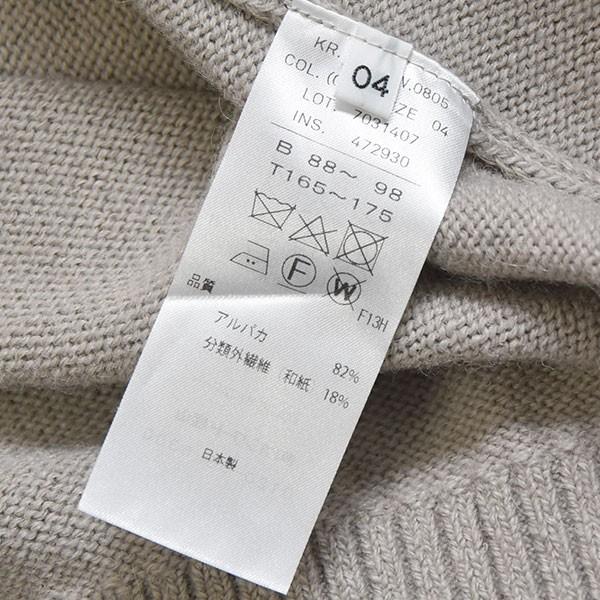 04
KR. W.0805
COL. ZE 04
LOT. 7031407
INS. 472930
B 88～ 98
T165～175
F W
F13H
品質
アルパカ 82%
分類外繊維 和紙 18%
日本製